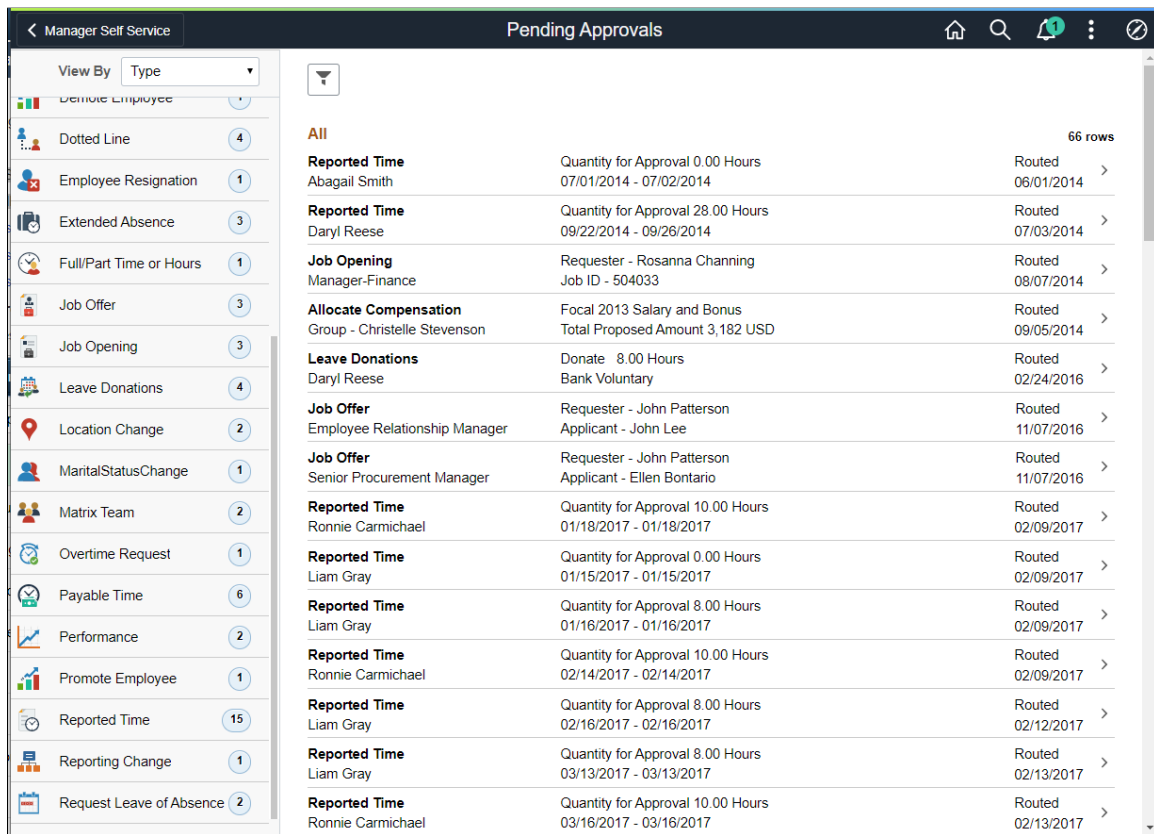 Manager Self Service
Pending Approvals
1
View By Type
Demote Employee 1
Dotted Line 4
Employee Resignation 1
Extended Absence 3
Full/Part Time or Hours 1
Job Offer 3
Job Opening 3
Leave Donations 4
Location Change 2
MaritalStatusChange 1
Matrix Team 2
Overtime Request 1
Payable Time 6
Performance 2
Promote Employee 1
Reported Time 15
Reporting Change 1
Request Leave of Absence 2
All 66 rows
Reported Time Quantity for Approval 0.00 Hours Routed
Abagail Smith 07/01/2014 - 07/02/2014 06/01/2014
Reported Time Quantity for Approval 28.00 Hours Routed
Daryl Reese 09/22/2014 - 09/26/2014 07/03/2014
Job Opening Requester - Rosanna Channing Routed
Manager-Finance Job ID - 504033 08/07/2014
Allocate Compensation Focal 2013 Salary and Bonus Routed
Group - Christelle Stevenson Total Proposed Amount 3,182 USD 09/05/2014
Leave Donations Donate 8.00 Hours Routed
Daryl Reese Bank Voluntary 02/24/2016
Job Offer Requester - John Patterson Routed
Employee Relationship Manager Applicant - John Lee 11/07/2016
Job Offer Requester - John Patterson Routed
Senior Procurement Manager Applicant - Ellen Bontario 11/07/2016
Reported Time Quantity for Approval 10.00 Hours Routed
Ronnie Carmichael 01/18/2017 - 01/18/2017 02/09/2017
Reported Time Quantity for Approval 0.00 Hours Routed
Liam Gray 01/15/2017 - 01/15/2017 02/09/2017
Reported Time Quantity for Approval 8.00 Hours Routed
Liam Gray 01/16/2017 - 01/16/2017 02/09/2017
Reported Time Quantity for Approval 10.00 Hours Routed
Ronnie Carmichael 02/14/2017 - 02/14/2017 02/09/2017
Reported Time Quantity for Approval 8.00 Hours Routed
Liam Gray 02/16/2017 - 02/16/2017 02/12/2017
Reported Time Quantity for Approval 8.00 Hours Routed
Liam Gray 03/13/2017 - 03/13/2017 02/13/2017
Reported Time Quantity for Approval 10.00 Hours Routed
Ronnie Carmichael 03/16/2017 - 03/16/2017 02/13/2017